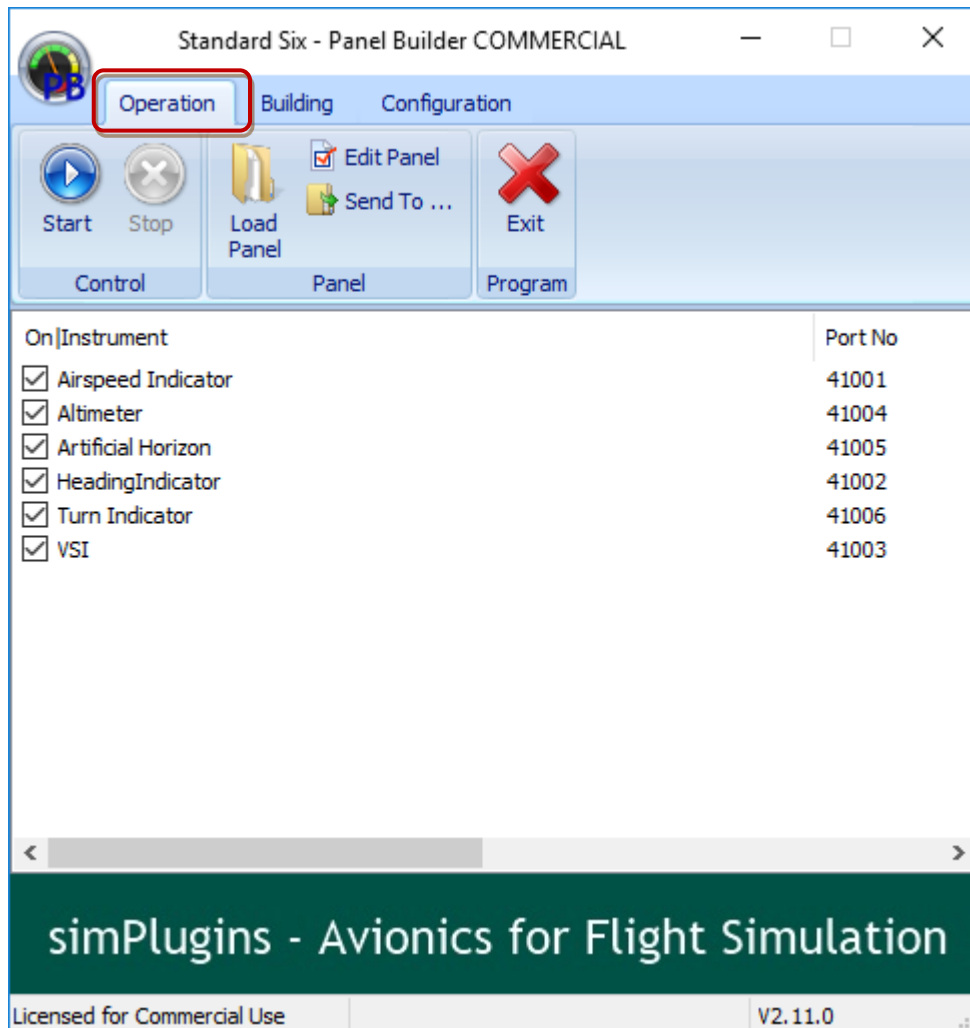 Standard Six - Panel Builder COMMERCIAL
PB
Operation Building Configuration
Start Stop Load Panel Edit Panel Send To ... Exit
Control Panel Program
On|Instrument Port No
Airspeed Indicator 41001
Altimeter 41004
Artificial Horizon 41005
HeadingIndicator 41002
Turn Indicator 41006
VSI 41003
simPlugins - Avionics for Flight Simulation
Licensed for Commercial Use V2.11.0